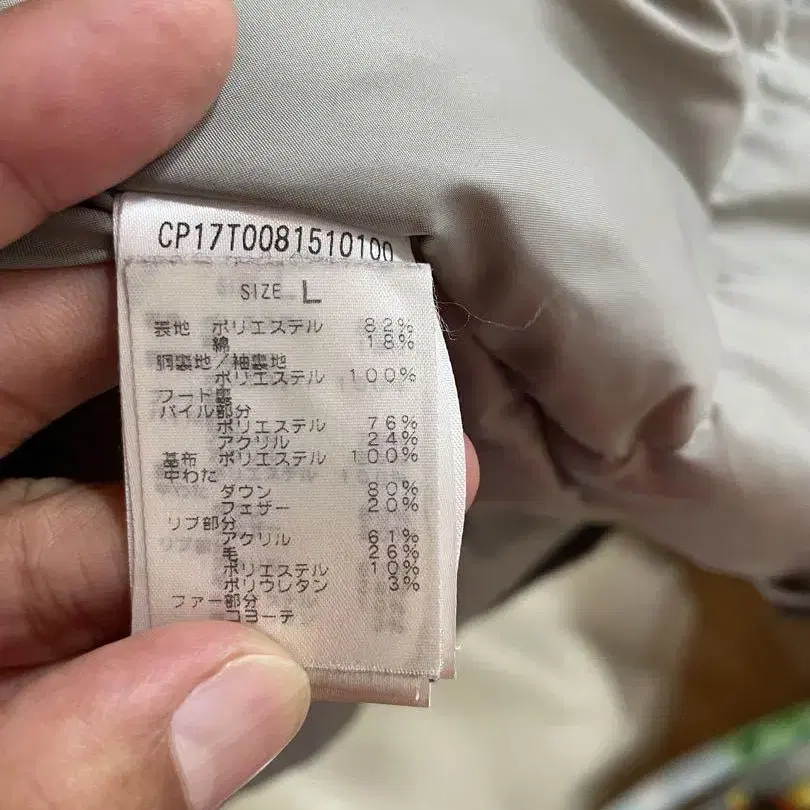 CP17T0081510100
SIZE L
表地 ポリエステル 82%
綿 18%
胴裏地/袖裏地
ポリエステル 100%
フード裏
パイル部分
ポリエステル 76%
アクリル 24%
基布 ポリエステル 100%
中わた
ダウン 80%
フェザー 20%
リブ部分
アクリル 61%
毛 26%
ポリエステル 10%
ポリウレタン 3%
ファー部分
コヨーテ